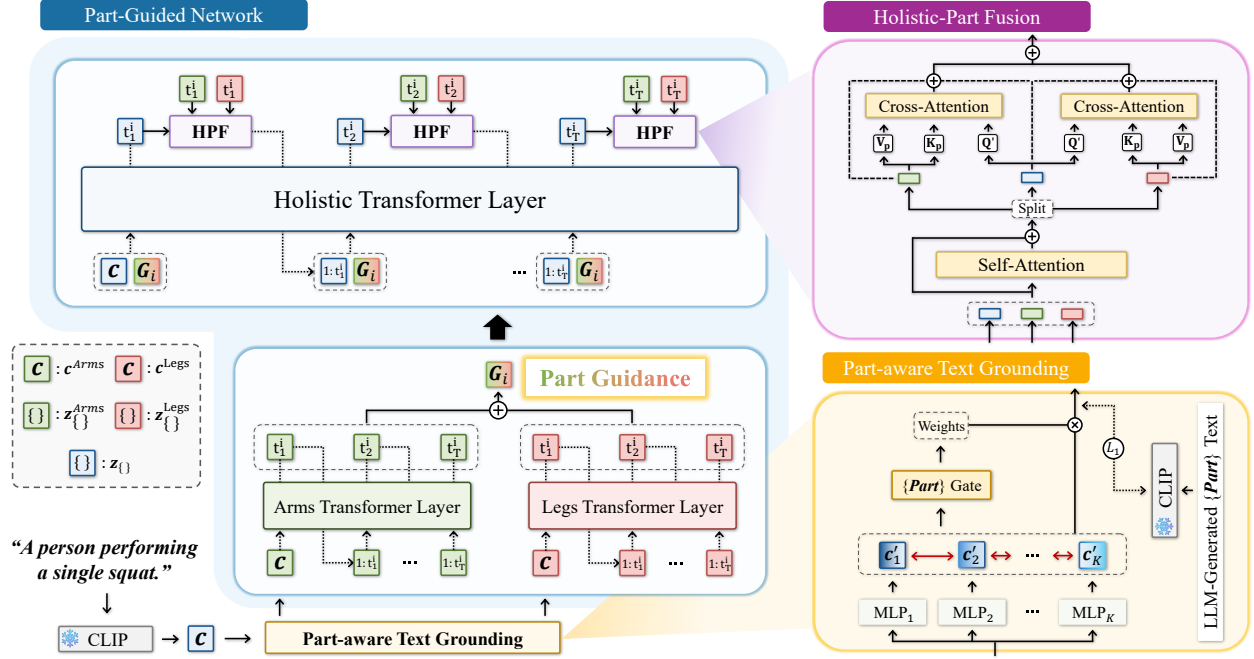 Part-Guided Network
t₁ⁱ t₁ⁱ
t₂ⁱ t₂ⁱ
t_Tⁱ t_Tⁱ
t₁ⁱ HPF
t₂ⁱ HPF
t_Tⁱ HPF
Holistic Transformer Layer
c G_i
1: t₁ⁱ G_i
...
1: t_Tⁱ G_i
c : c^Arms c : c^Legs
{} : z_{}^Arms {} : z_{}^Legs
{} : z_{}
G_i Part Guidance
t₁ⁱ t₂ⁱ t_Tⁱ
t₁ⁱ t₂ⁱ t_Tⁱ
Arms Transformer Layer
Legs Transformer Layer
c 1: t₁ⁱ ... 1: t_Tⁱ
c 1: t₁ⁱ ... 1: t_Tⁱ
“A person performing
a single squat.”
CLIP
c
Part-aware Text Grounding
Holistic-Part Fusion
Cross-Attention Cross-Attention
V_p K_p Q' Q' K_p V_p
Split
Self-Attention
Part-aware Text Grounding
Weights
L₁
{Part} Gate
CLIP
LLM-Generated {Part} Text
c'₁ c'₂ ... c'_K
MLP₁ MLP₂ ... MLP_K